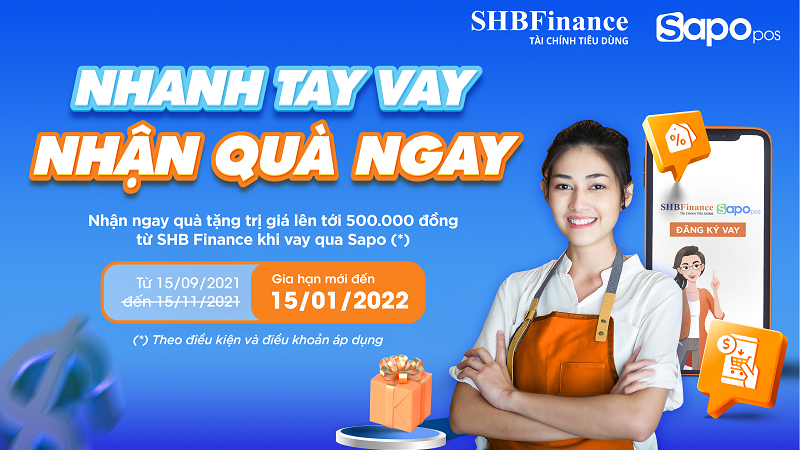 SHBFinance
TÀI CHÍNH TIÊU DÙNG
Sapo pos
NHANH TAY VAY
NHẬN QUÀ NGAY
Nhận ngay quà tặng trị giá lên tới 500.000 đồng
từ SHB Finance khi vay qua Sapo (*)
Từ 15/09/2021
đến 15/11/2021
Gia hạn mới đến
15/01/2022
(*) Theo điều kiện và điều khoản áp dụng
SHBFinance
TÀI CHÍNH TIÊU DÙNG
Sapo pos
ĐĂNG KÝ VAY